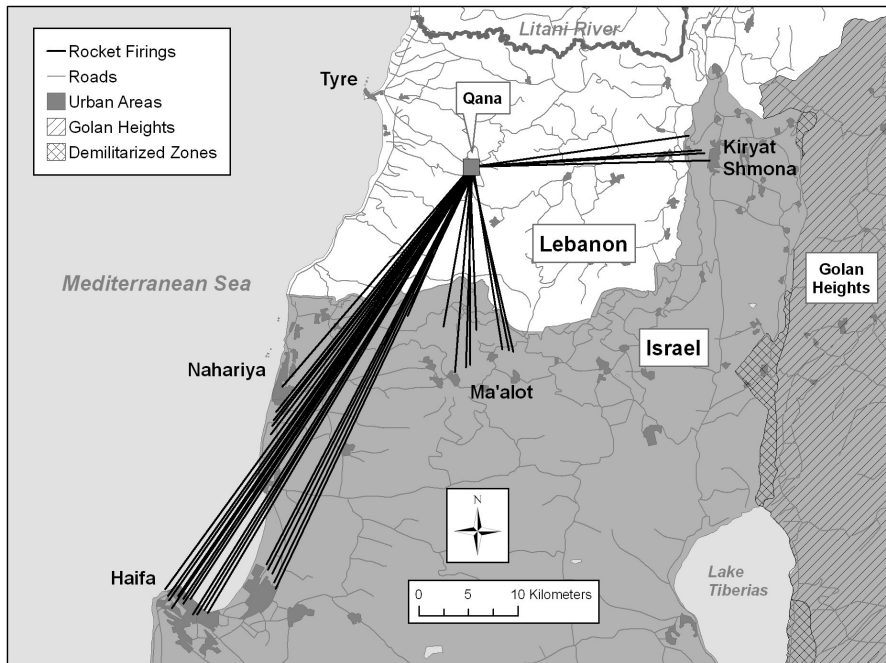 Rocket Firings
Roads
Urban Areas
Golan Heights
Demilitarized Zones
Litani River
Tyre
Qana
Kiryat
Shmona
Lebanon
Mediterranean Sea
Golan
Heights
Israel
Nahariya
Ma'alot
N
Haifa
0 5 10 Kilometers
Lake
Tiberias